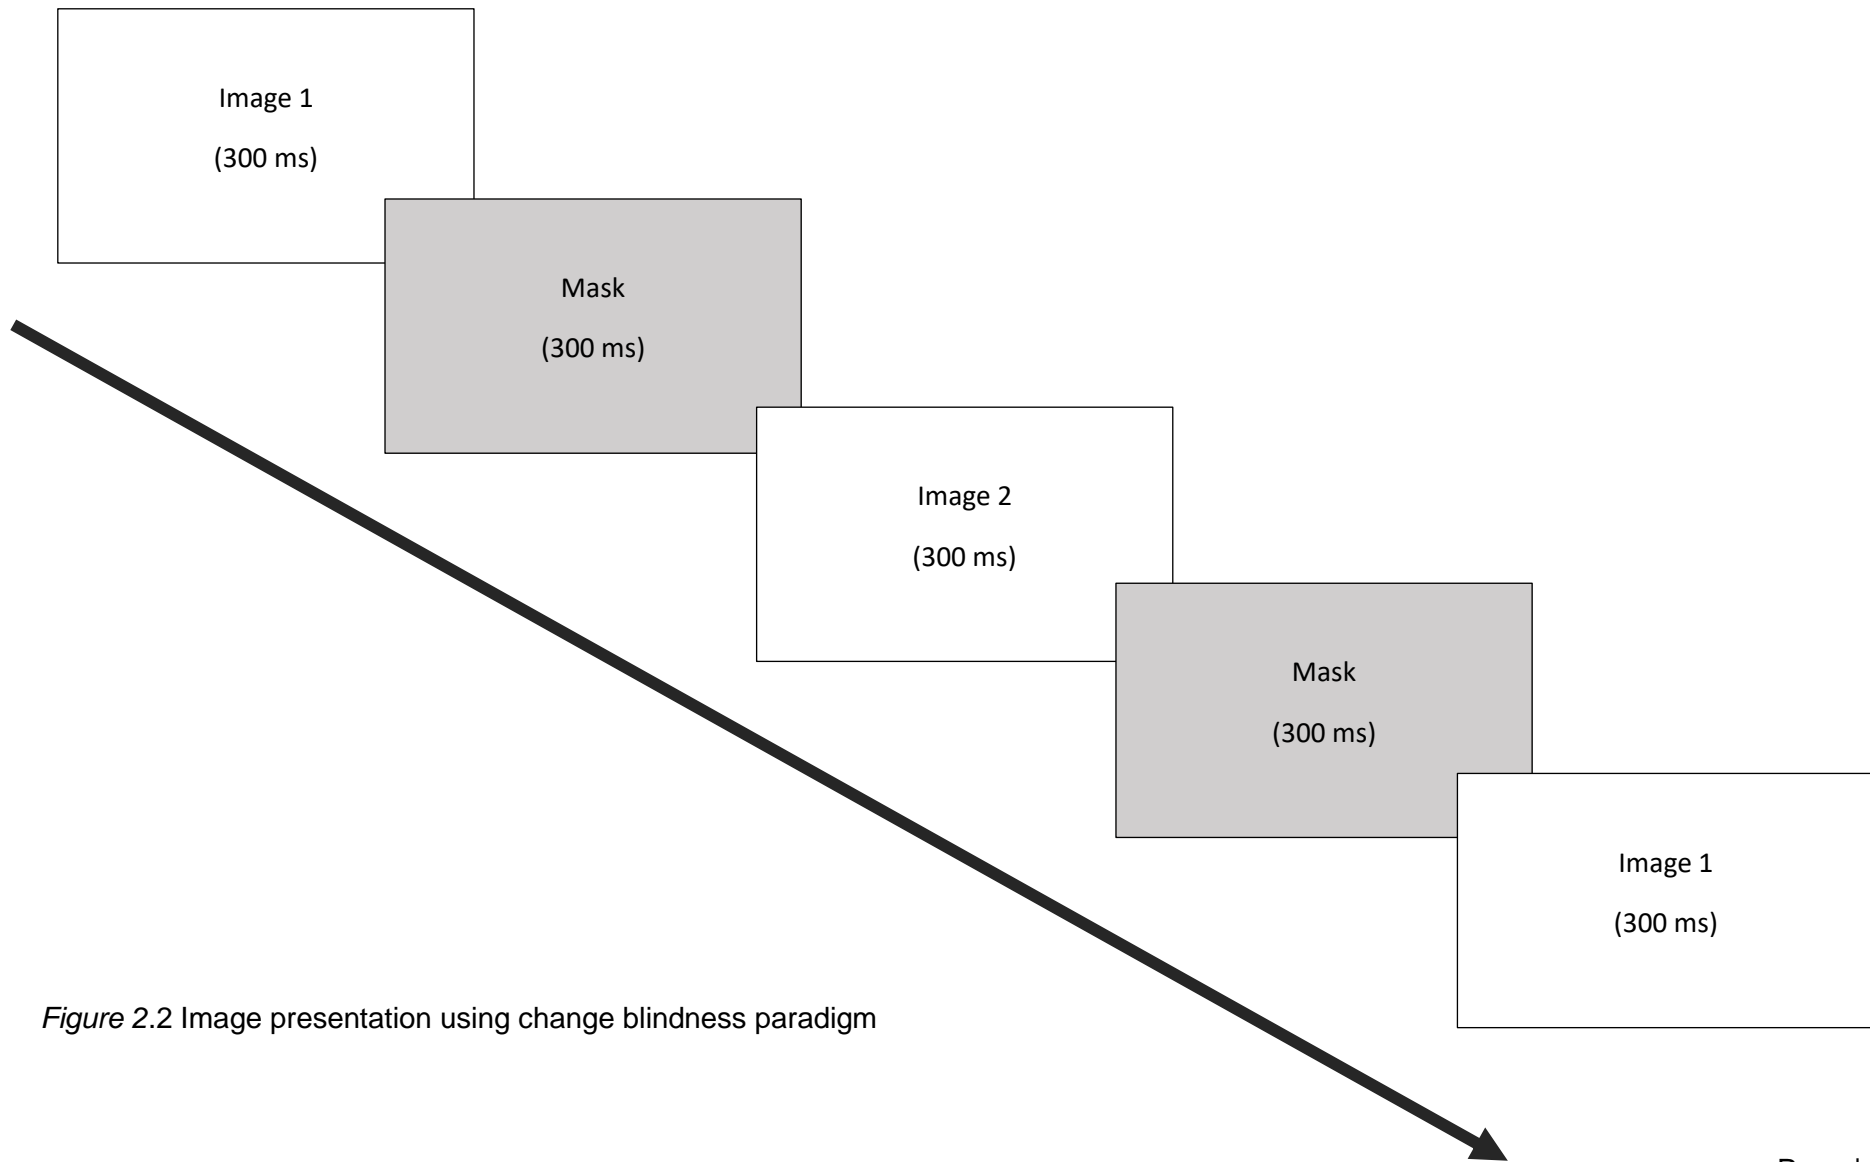 Image 1
(300 ms)
Mask
(300 ms)
Image 2
(300 ms)
Mask
(300 ms)
Image 1
(300 ms)
Figure 2.2 Image presentation using change blindness paradigm